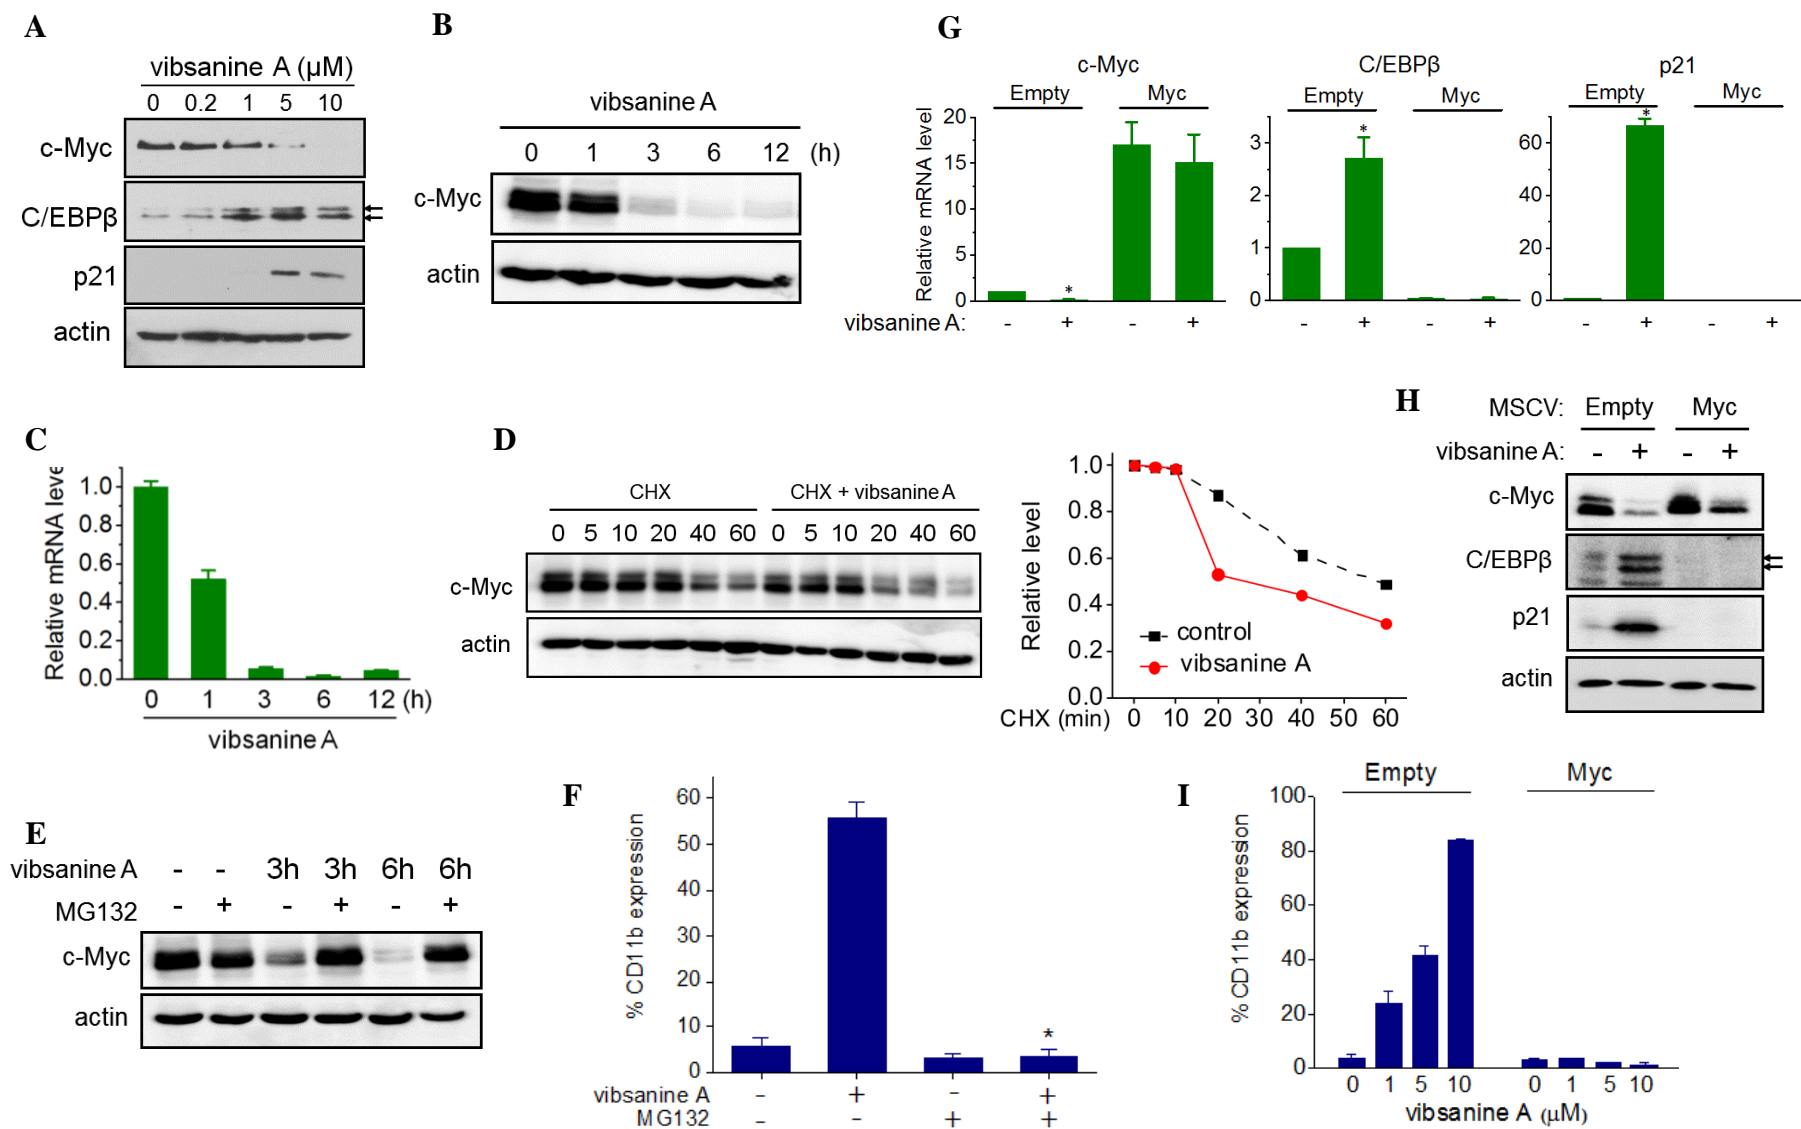 A
vibsanine A (μM)
0 0.2 1 5 10
c-Myc
C/EBPβ
p21
actin
B
vibsanine A
0 1 3 6 12 (h)
c-Myc
actin
G
c-Myc C/EBPβ p21
Empty Myc Empty Myc Empty Myc
Relative mRNA level
20
15
10
5
0
*
3
2
1
0
*
60
40
20
0
*
vibsanine A: - + - + - + - + - + - +
C
Relative mRNA leve
1.0
0.8
0.6
0.4
0.2
0.0
0 1 3 6 12 (h)
vibsanine A
D
CHX CHX + vibsanine A
0 5 10 20 40 60 0 5 10 20 40 60
c-Myc
actin
Relative level
1.0
0.8
0.6
0.4
0.2
0.0
control
vibsanine A
CHX (min) 0 10 20 30 40 50 60
H
MSCV: Empty Myc
vibsanine A: - + - +
c-Myc
C/EBPβ
p21
actin
E
vibsanine A - - 3h 3h 6h 6h
MG132 - + - + - +
c-Myc
actin
F
% CD11b expression
60
50
40
30
20
10
0
*
vibsanine A - + - +
MG132 - - + +
I
Empty Myc
% CD11b expression
100
80
60
40
20
0
0 1 5 10 0 1 5 10
vibsanine A (μM)